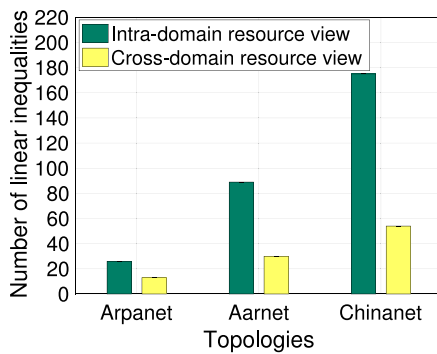 220
200
180
160
140
120
100
80
60
40
20
0
Number of linear inequalities
Intra-domain resource view
Cross-domain resource view
Arpanet
Aarnet
Chinanet
Topologies